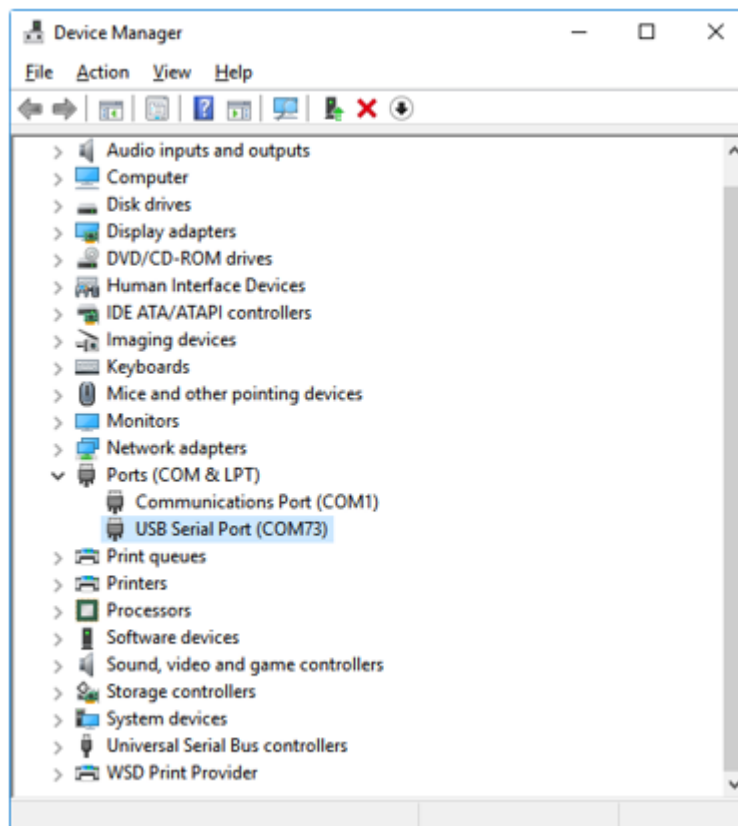 Device Manager
File Action View Help
Audio inputs and outputs
Computer
Disk drives
Display adapters
DVD/CD-ROM drives
Human Interface Devices
IDE ATA/ATAPI controllers
Imaging devices
Keyboards
Mice and other pointing devices
Monitors
Network adapters
Ports (COM & LPT)
Communications Port (COM1)
USB Serial Port (COM73)
Print queues
Printers
Processors
Software devices
Sound, video and game controllers
Storage controllers
System devices
Universal Serial Bus controllers
WSD Print Provider